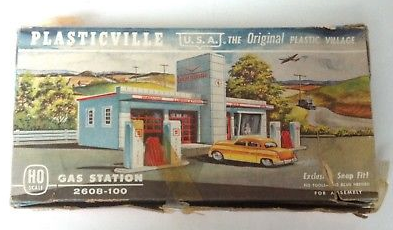 PLASTICVILLE U.S.A. THE Original PLASTIC VILLAGE
HO
SCALE
GAS STATION
2608-100
Exclusive Snap Fit!
NO TOOLS - NO GLUE NEEDED
FOR ASSEMBLY